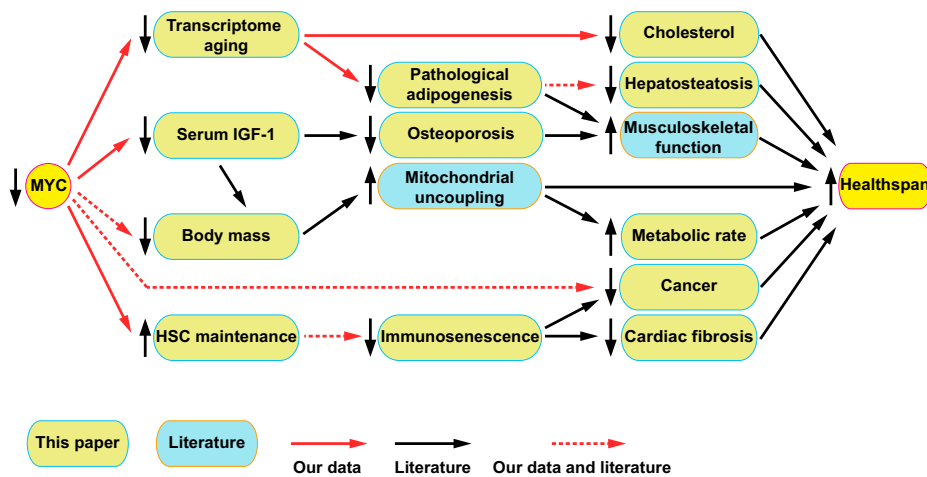 Transcriptome
aging
Cholesterol
Pathological
adipogenesis
Hepatosteatosis
Serum IGF-1
Osteoporosis
Musculoskeletal
function
MYC
Mitochondrial
uncoupling
Healthspan
Body mass
Metabolic rate
Cancer
HSC maintenance
Immunosenescence
Cardiac fibrosis
This paper
Literature
Our data
Literature
Our data and literature